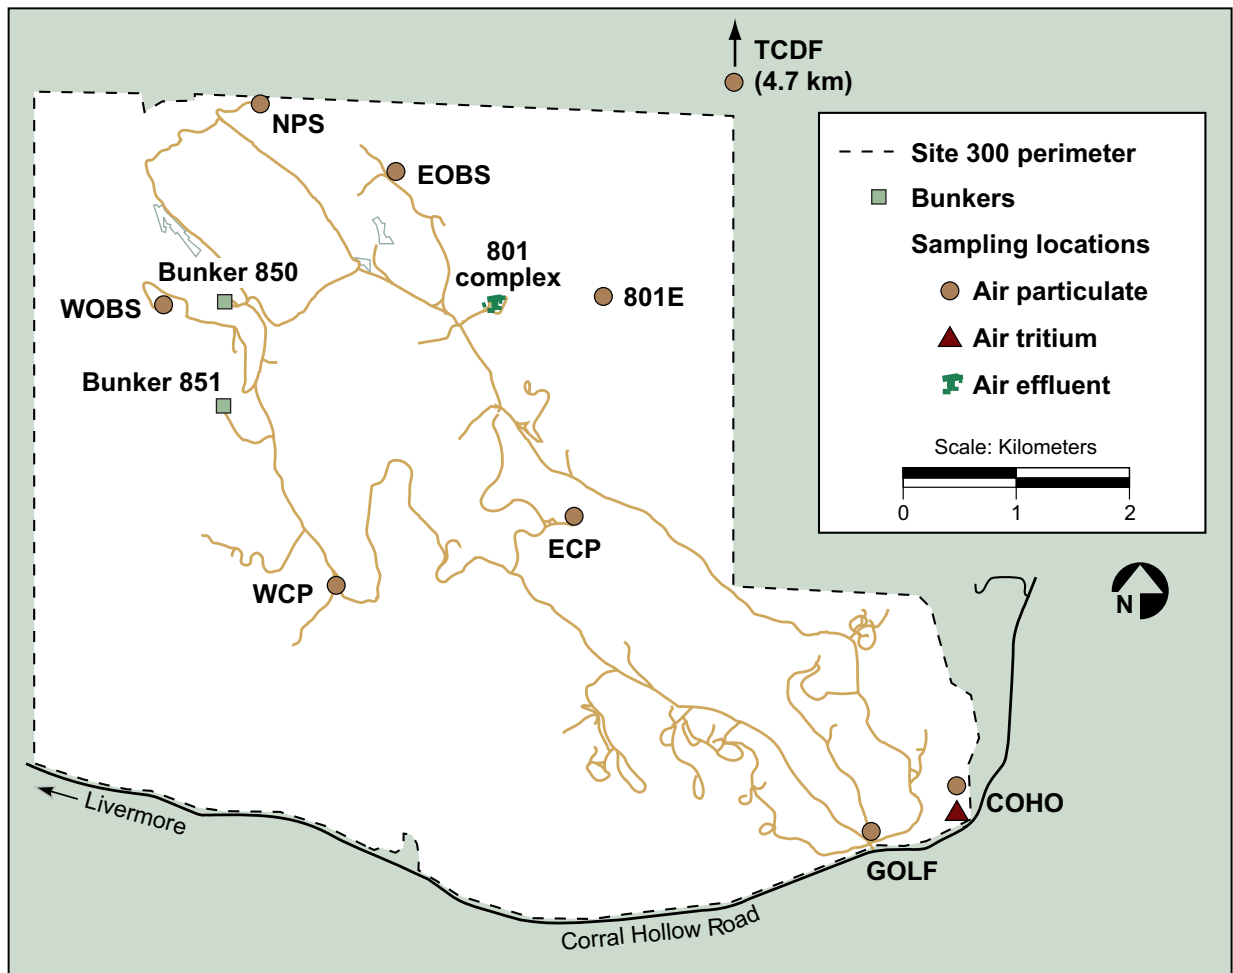 TCDF
(4.7 km)
NPS
EOBS
801
complex
801E
Bunker 850
WOBS
Bunker 851
ECP
WCP
COHO
GOLF
Livermore
Corral Hollow Road
Site 300 perimeter
Bunkers
Sampling locations
Air particulate
Air tritium
Air effluent
Scale: Kilometers
0 1 2
N